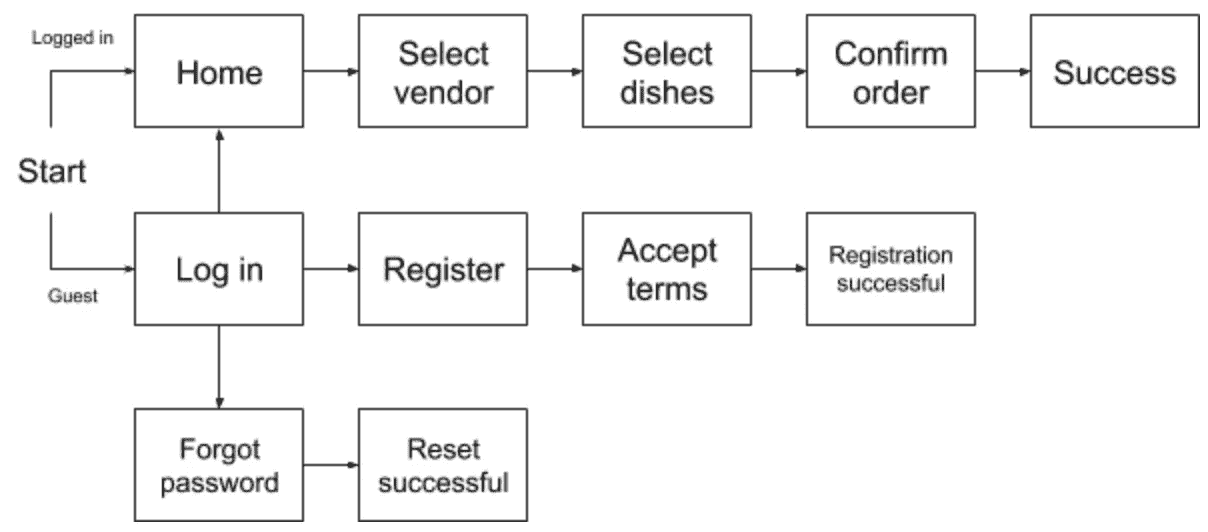 Logged in
Home
Select
vendor
Select
dishes
Confirm
order
Success
Start
Log in
Register
Accept
terms
Registration
successful
Guest
Forgot
password
Reset
successful